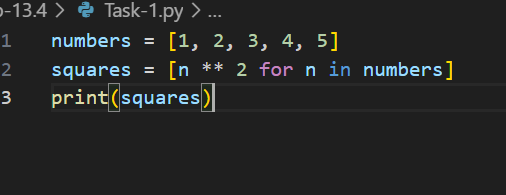 -13.4 > Task-1.py > ...
1 numbers = [1, 2, 3, 4, 5]
2 squares = [n ** 2 for n in numbers]
3 print(squares)